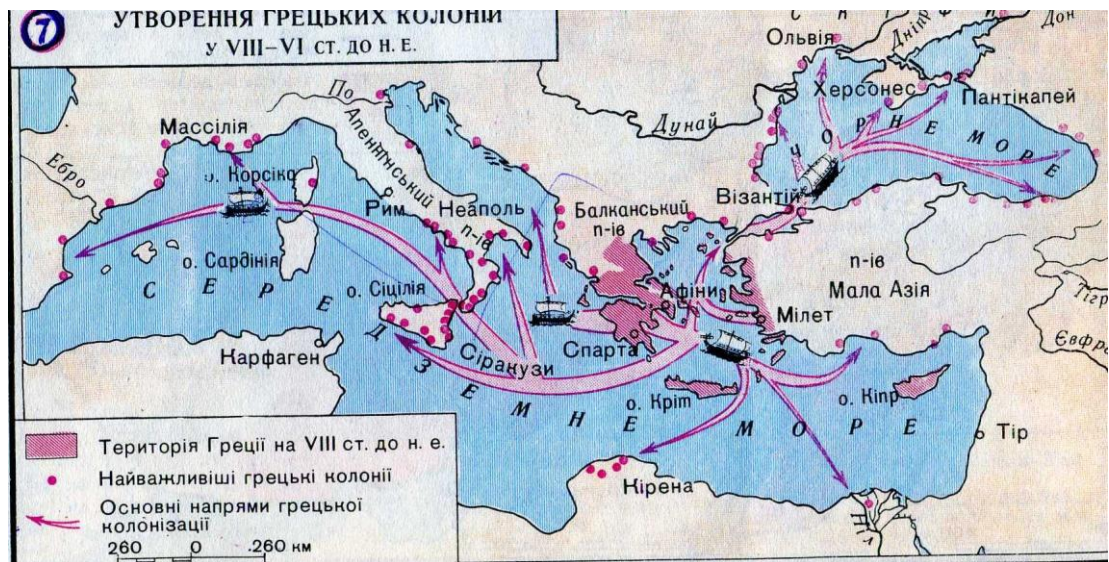 7
УТВОРЕННЯ ГРЕЦЬКИХ КОЛОНІЙ
У VIII–VI СТ. ДО Н. Е.
Дніпр
Дон
Ольвія
Херсонес
Пантікапей
Дунай
ЧОРНЕ МОРЕ
По
Апеннінський
п-ів
Массілія
Ебро
о. Корсіка
Рим
Неаполь
Балканський
п-ів
Візантій
о. Сардінія
п-ів
Мала Азія
Тігр
Євфра
о. Сіцілія
Афіни
Мілет
Карфаген
Сіракузи
Спарта
о. Кріт
о. Кіпр
Тір
СЕРЕДЗЕМНЕ МОРЕ
Кірена
Територія Греції на VIII ст. до н. е.
Найважливіші грецькі колонії
Основні напрями грецької
колонізації
260 0 260 км